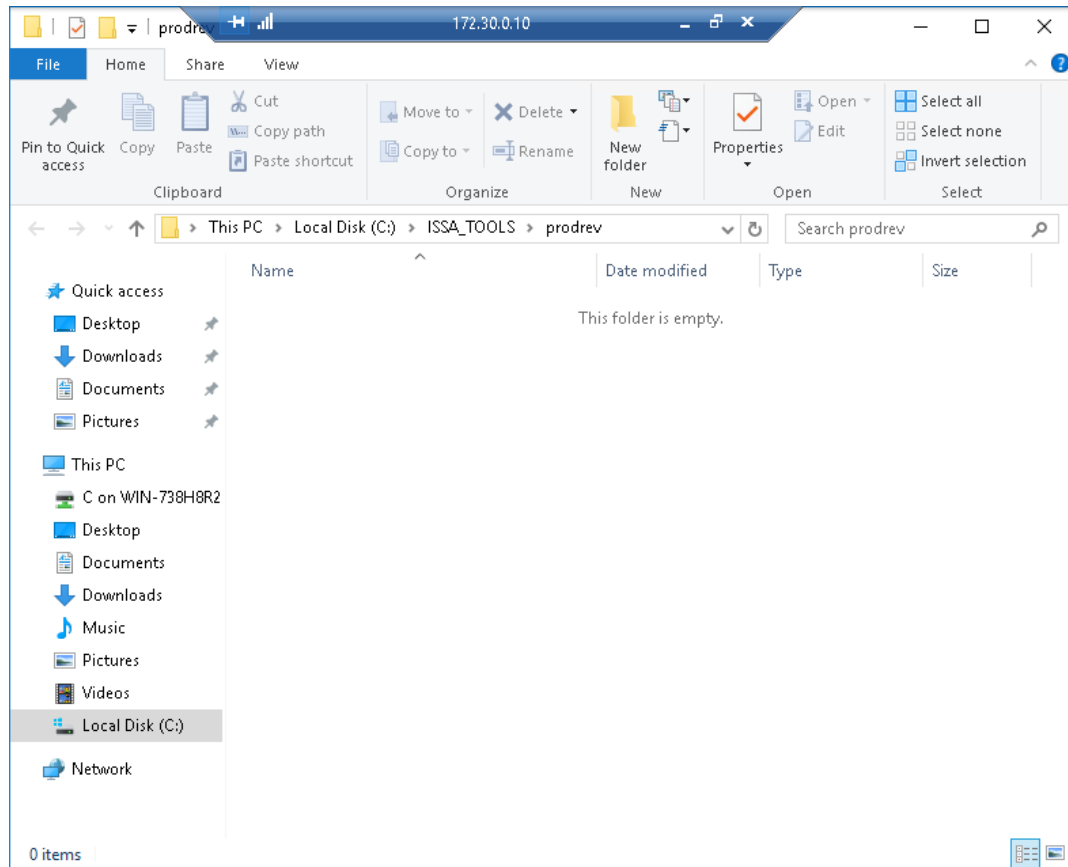 prodrev 172.30.0.10
File Home Share View
Pin to Quick access
Copy
Paste
Cut
Copy path
Paste shortcut
Clipboard
Move to
Copy to
Delete
Rename
Organize
New folder
New
Properties
Open
Edit
Open
Select all
Select none
Invert selection
Select
This PC > Local Disk (C:) > ISSA_TOOLS > prodrev
Search prodrev
Name Date modified Type Size
This folder is empty.
Quick access
Desktop
Downloads
Documents
Pictures
This PC
C on WIN-738H8R2
Desktop
Documents
Downloads
Music
Pictures
Videos
Local Disk (C:)
Network
0 items